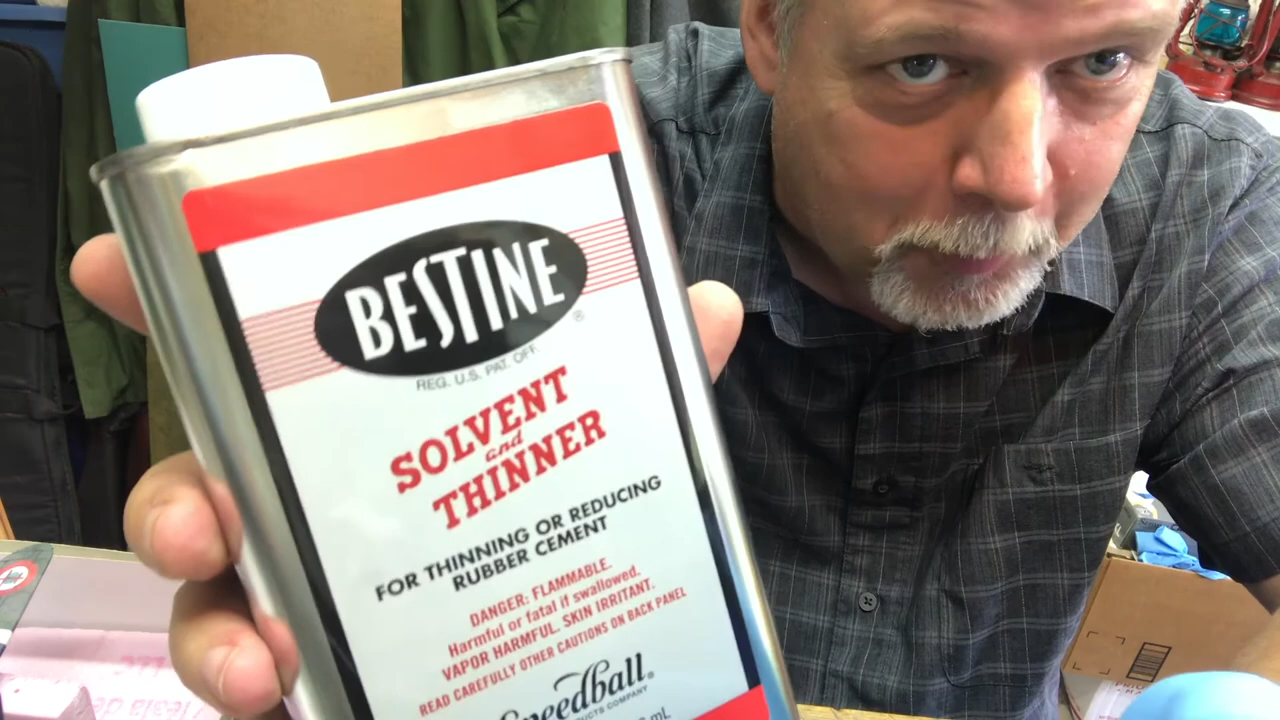 BESTINE
®
REG. U.S. PAT. OFF.
SOLVENT
and
THINNER
FOR THINNING OR REDUCING
RUBBER CEMENT
DANGER: FLAMMABLE.
Harmful or fatal if swallowed.
VAPOR HARMFUL. SKIN IRRITANT.
READ CAREFULLY OTHER CAUTIONS ON BACK PANEL
Speedball®
mL